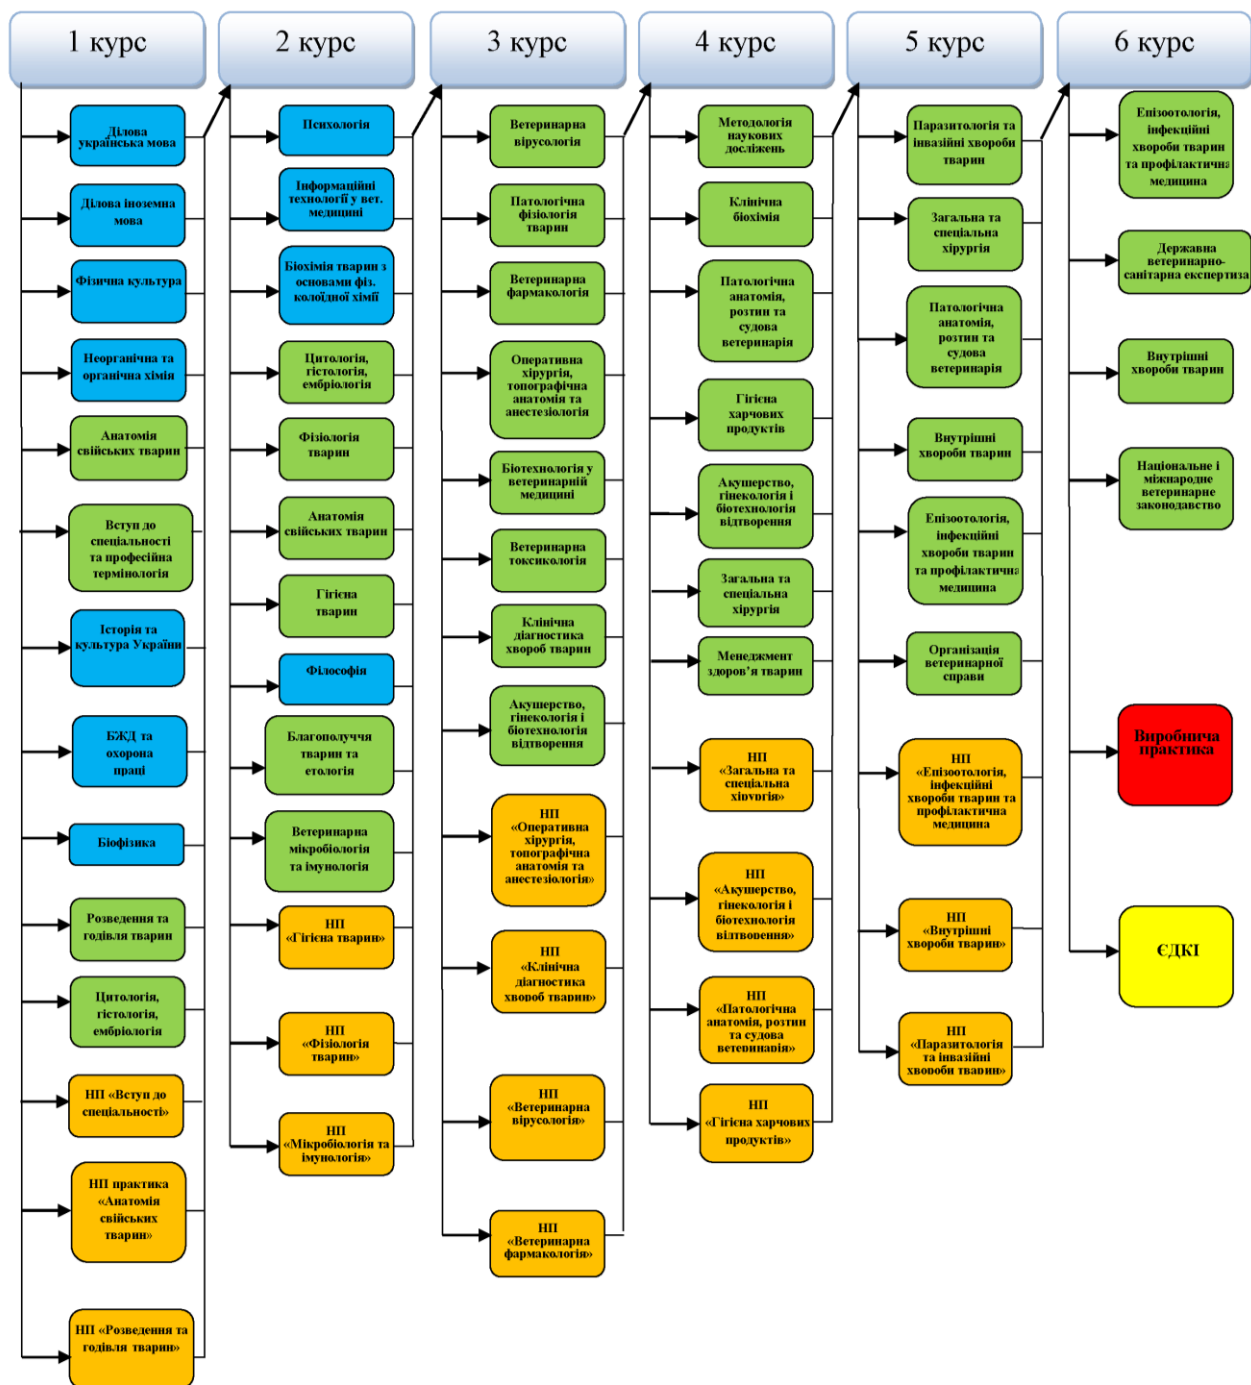 1 курс
2 курс
3 курс
4 курс
5 курс
6 курс
Ділова
українська мова
Ділова іноземна
мова
Фізична культура
Неорганічна та
органічна хімія
Анатомія
свійських тварин
Вступ до
спеціальності
та професійна
термінологія
Історія та
культура України
БЖД та
охорона
праці
Біофізика
Розведення та
годівля тварин
Цитологія,
гістологія,
ембріологія
НП «Вступ до
спеціальності»
НП практика
«Анатомія
свійських
тварин»
НП «Розведення та
годівля тварин»
Психологія
Інформаційні
технології у вет.
медицині
Біохімія тварин з
основами фіз.
колоїдної хімії
Цитологія,
гістологія,
ембріологія
Фізіологія
тварин
Анатомія
свійських тварин
Гігієна
тварин
Філософія
Благополуччя
тварин та
етологія
Ветеринарна
мікробіологія
та імунологія
НП
«Гігієна тварин»
НП
«Фізіологія
тварин»
НП
«Мікробіологія та
імунологія»
Ветеринарна
вірусологія
Патологічна
фізіологія
тварин
Ветеринарна
фармакологія
Оперативна
хірургія,
топографічна
анатомія та
анестезіологія
Біотехнологія у
ветеринарній
медицині
Ветеринарна
токсикологія
Клінічна
діагностика
хвороб тварин
Акушерство,
гінекологія і
біотехнологія
відтворення
НП
«Оперативна
хірургія,
топографічна
анатомія та
анестезіологія»
НП
«Клінічна
діагностика
хвороб тварин»
НП
«Ветеринарна
вірусологія»
НП
«Ветеринарна
фармакологія»
Методологія
наукових
досліжень
Клінічна
біохімія
Патологічна
анатомія,
розтин та
судова
ветеринарія
Гігієна
харчових
продуктів
Акушерство,
гінекологія і
біотехнологія
відтворення
Загальна та
спеціальна
хірургія
Менеджмент
здоров’я тварин
НП
«Загальна та
спеціальна
хірургія»
НП
«Акушерство,
гінекологія і
біотехнологія
відтворення»
НП
«Патологічна
анатомія, розтин
та судова
ветеринарія»
НП
«Гігієна харчових
продуктів»
Паразитологія та
інвазійні хвороби
тварин
Загальна та
спеціальна
хірургія
Патологічна
анатомія,
розтин та
судова
ветеринарія
Внутрішні
хвороби тварин
Епізоотологія,
інфекційні
хвороби тварин
та профілактична
медицина
Організація
ветеринарної
справи
НП
«Епізоотологія,
інфекційні
хвороби тварин та
профілактична
медицина
НП
«Внутрішні
хвороби тварин»
НП
«Паразитологія
та інвазійні
хвороби тварин»
Епізоотологія,
інфекційні
хвороби тварин
та профілактична
медицина
Державна
ветеринарно-
санітарна експертиза
Внутрішні
хвороби тварин
Національне і
міжнародне
ветеринарне
законодавство
Виробнича
практика
ЄДКІ